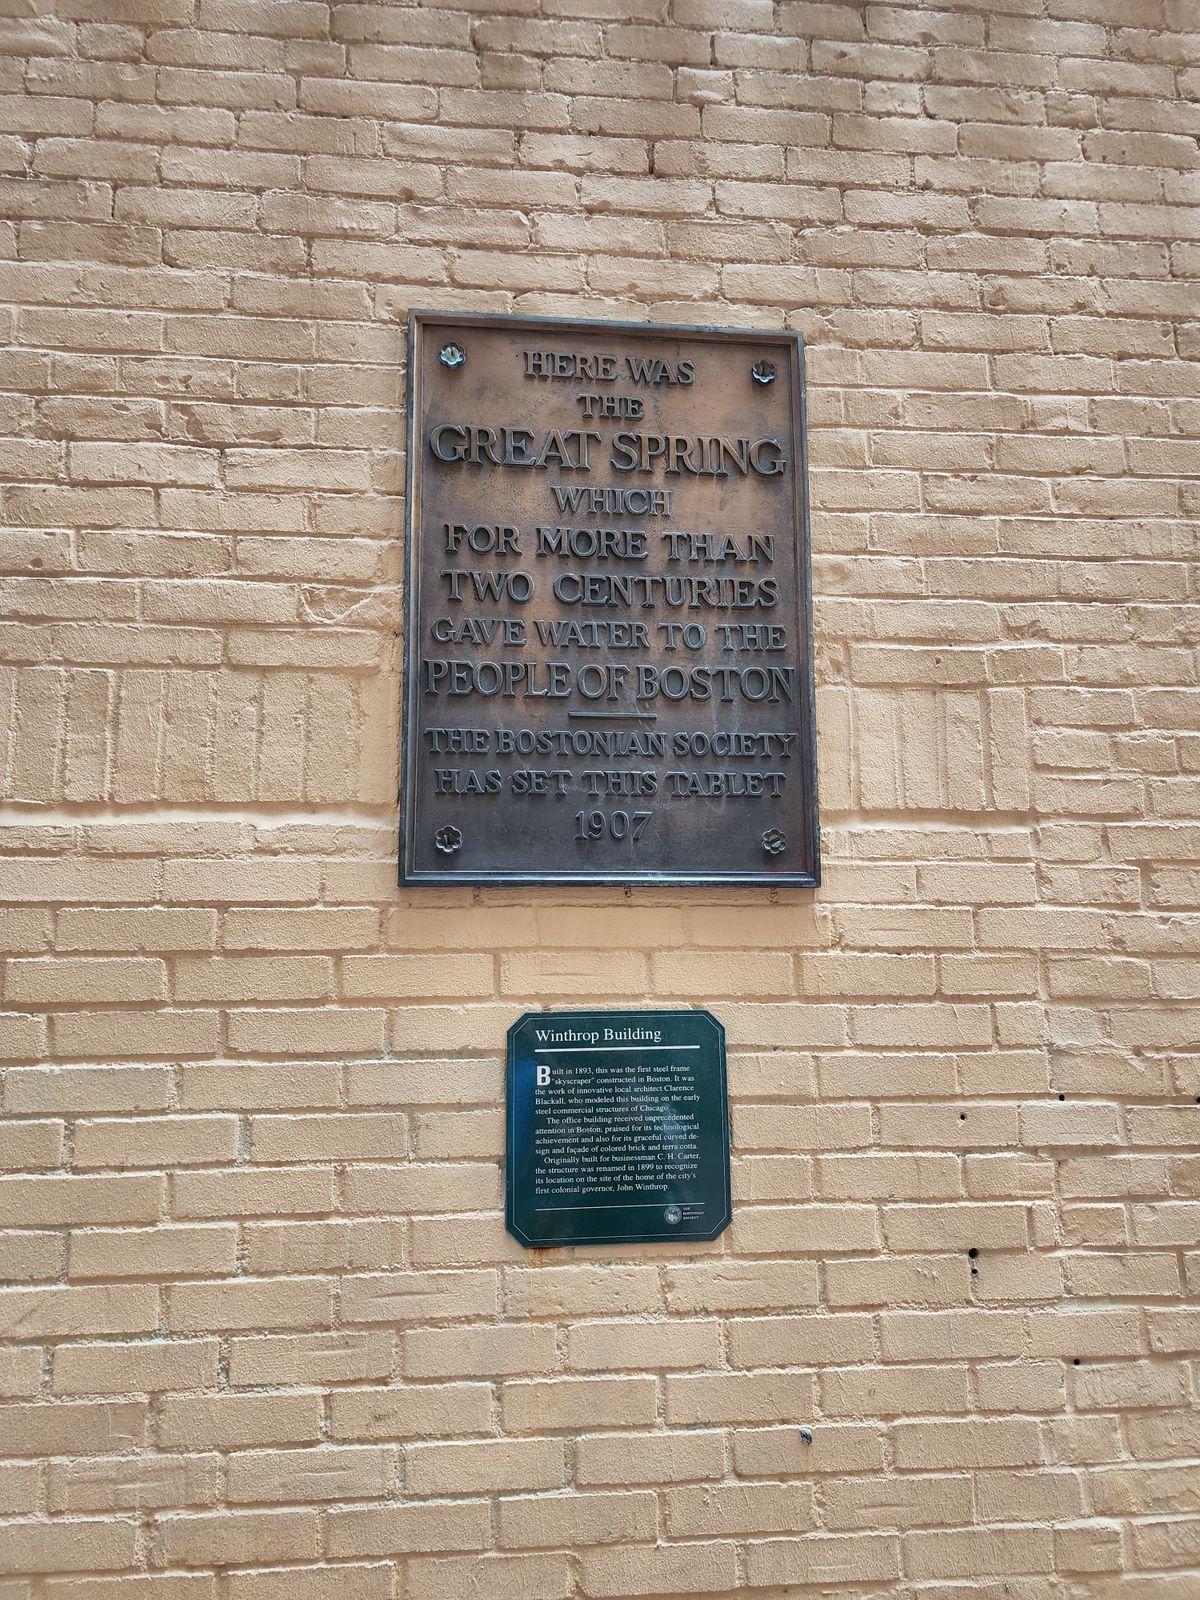 HERE WAS
THE
GREAT SPRING
WHICH
FOR MORE THAN
TWO CENTURIES
GAVE WATER TO THE
PEOPLE OF BOSTON
THE BOSTONIAN SOCIETY
HAS SET THIS TABLET
1907
Winthrop Building
Built in 1893, this was the first steel frame
"skyscraper" constructed in Boston. It was
the work of innovative local architect Clarence
Blackall, who modeled this building on the early
steel commercial structures of Chicago.
The office building received unprecedented
attention in Boston, praised for its technological
achievement and also for its graceful curved de-
sign and façade of colored brick and terra cotta.
Originally built for businessman C. H. Carter,
the structure was renamed in 1899 to recognize
its location on the site of the home of the city's
first colonial governor, John Winthrop.
THE
BOSTONIAN
SOCIETY